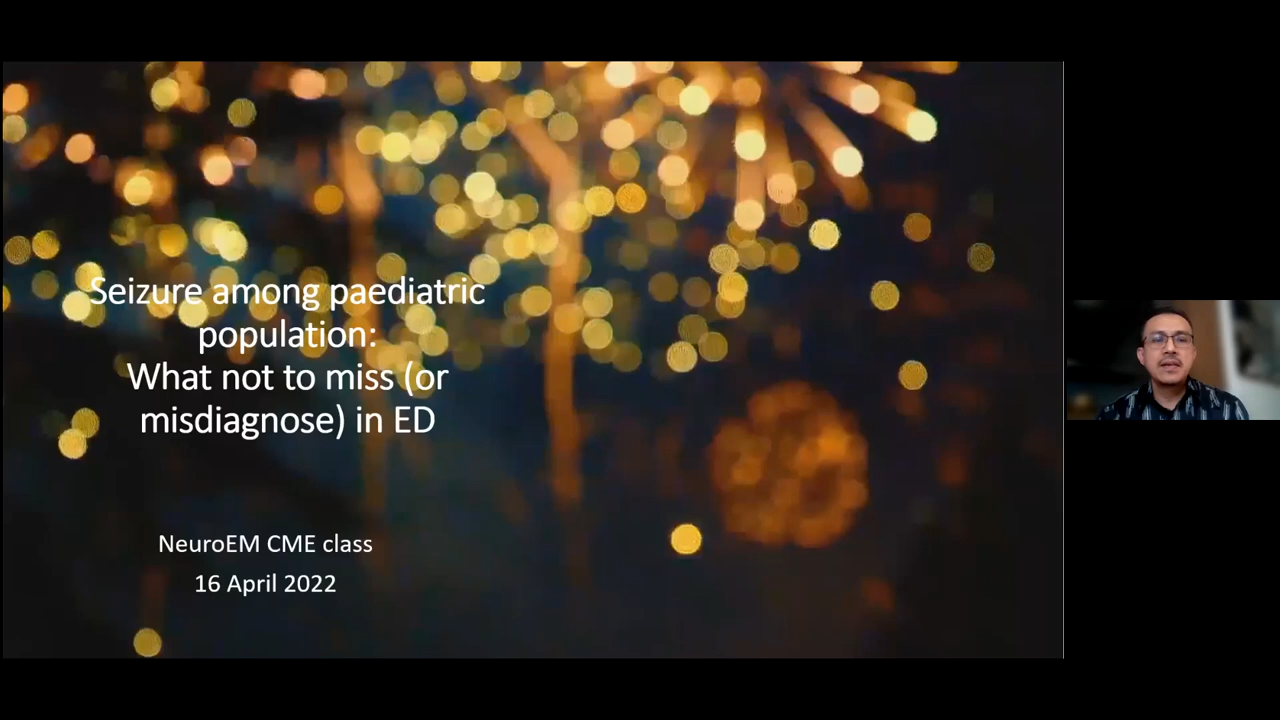 Seizure among paediatric
population:
What not to miss (or
misdiagnose) in ED
NeuroEM CME class
16 April 2022